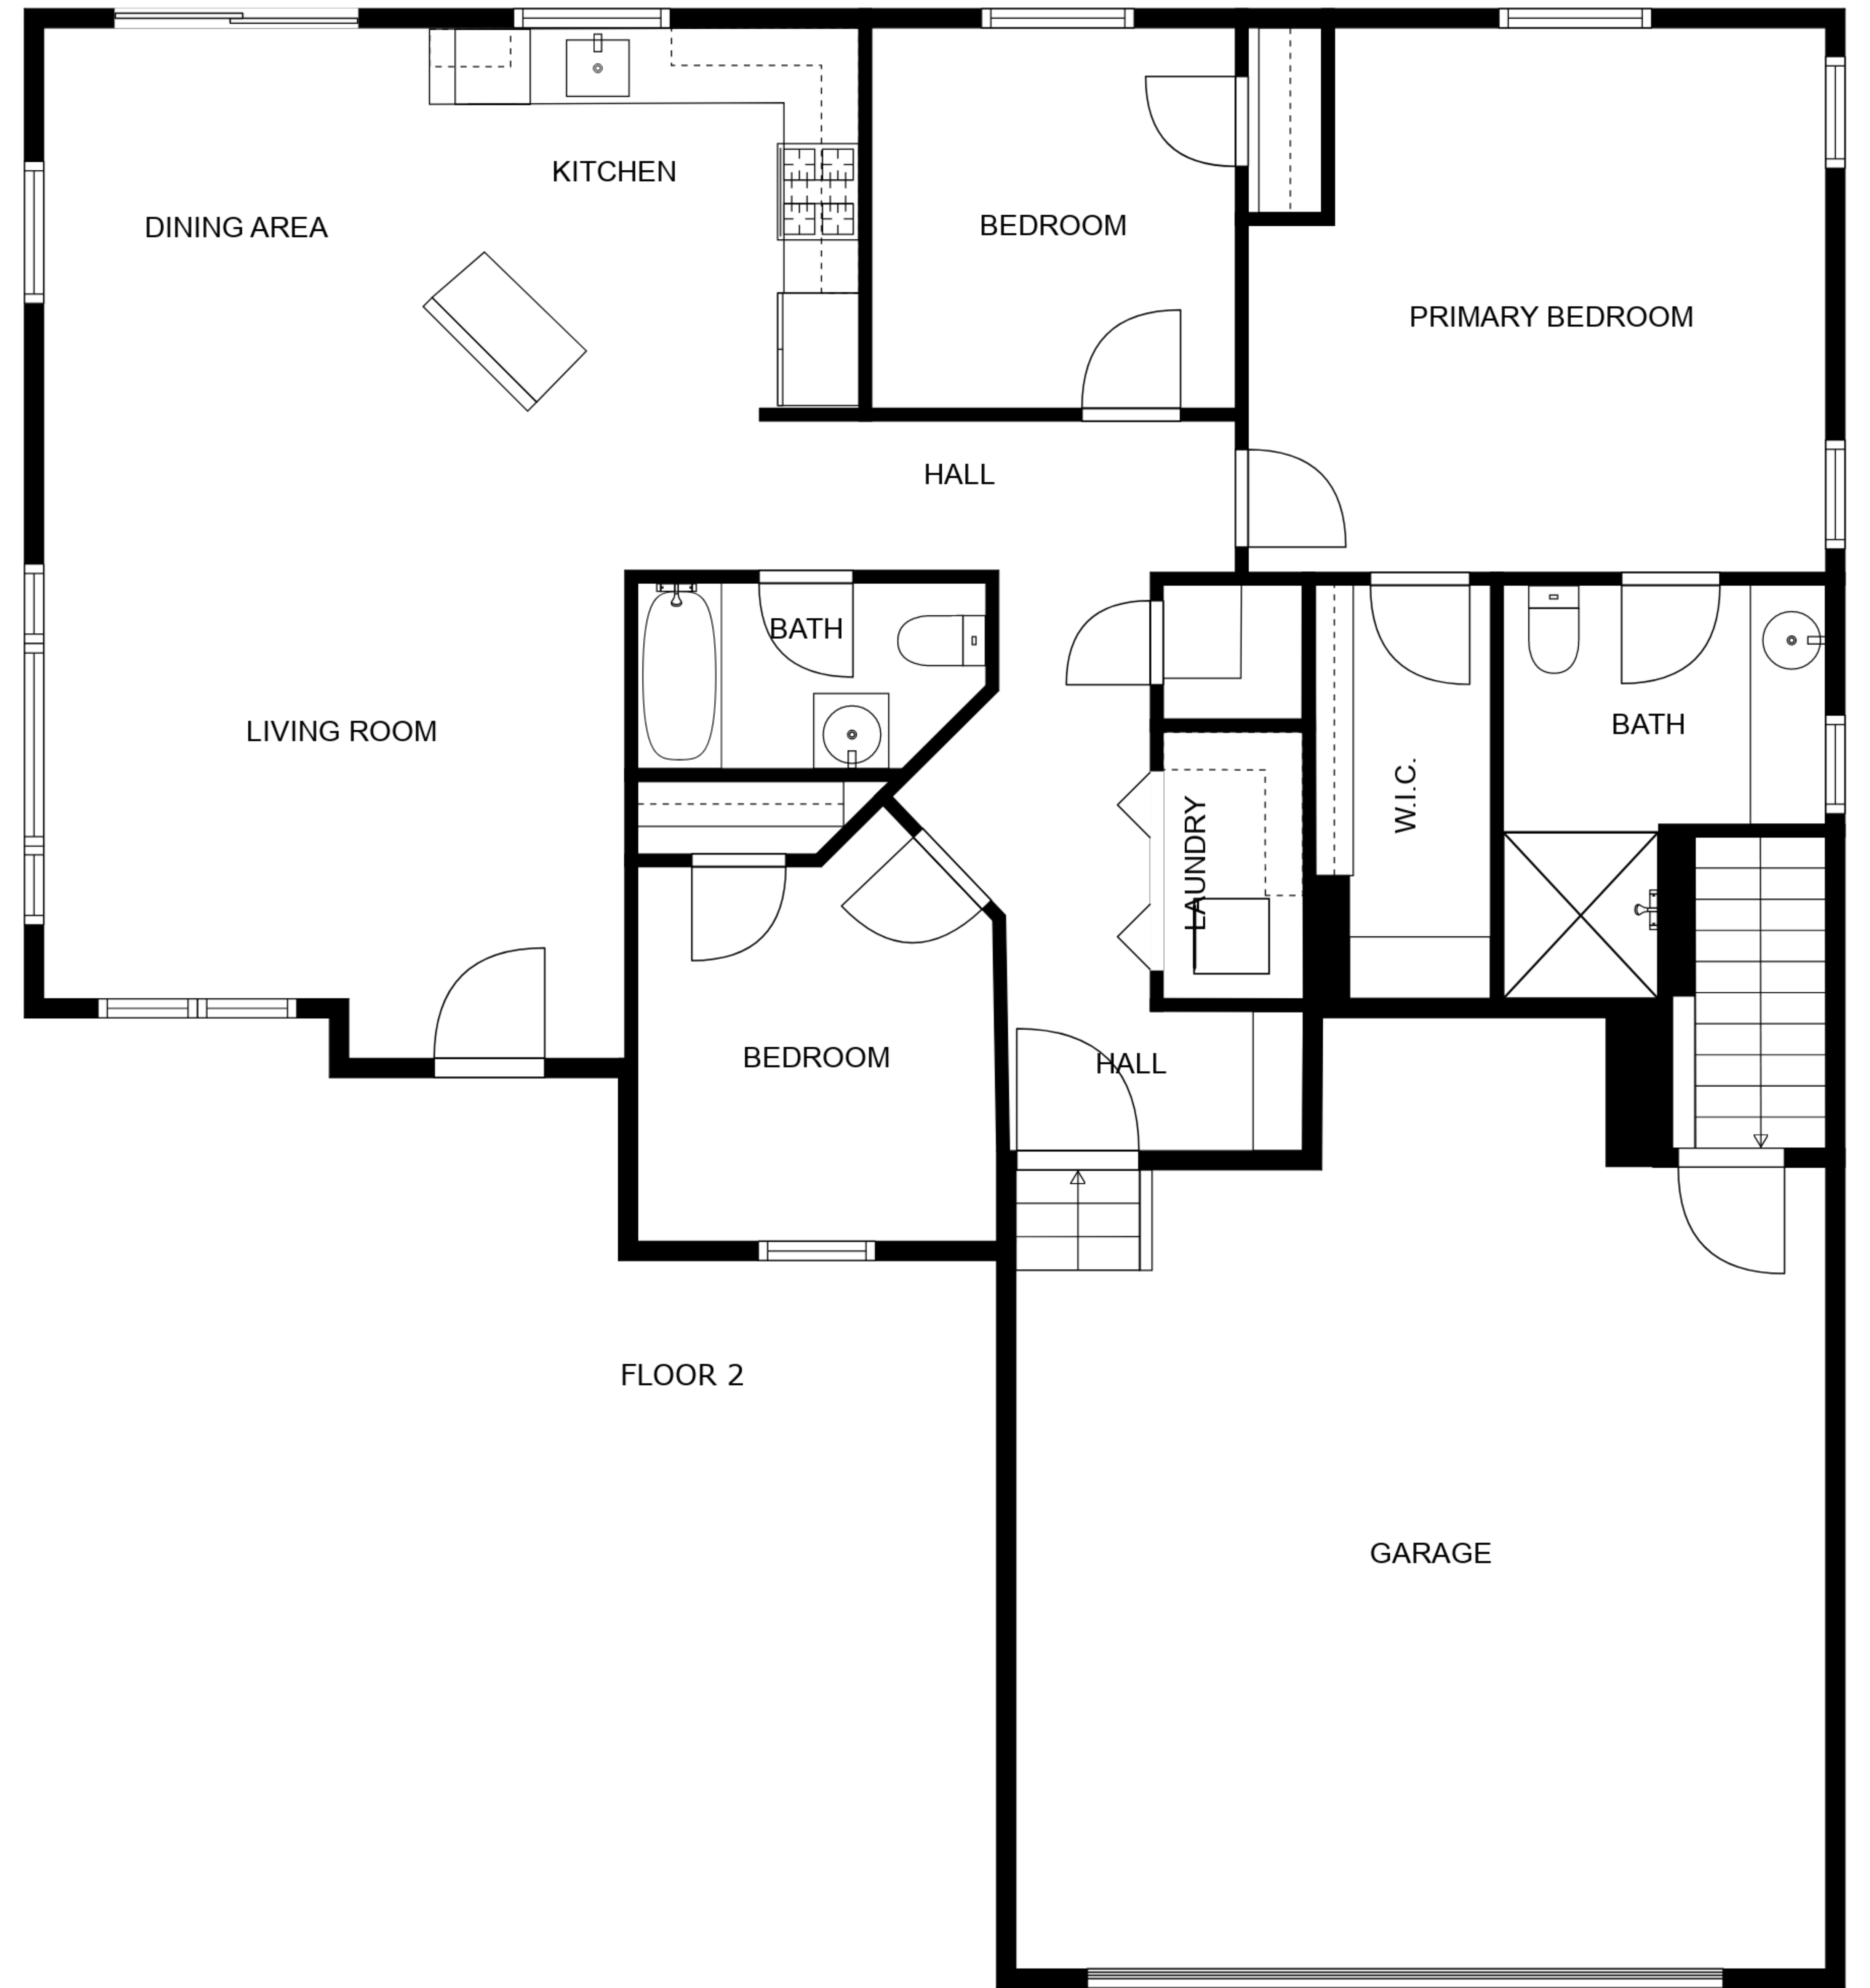 KITCHEN
DINING AREA
BEDROOM
PRIMARY BEDROOM
HALL
BATH
LIVING ROOM
BATH
W.I.C.
LAUNDRY
BEDROOM
HALL
FLOOR 2
GARAGE